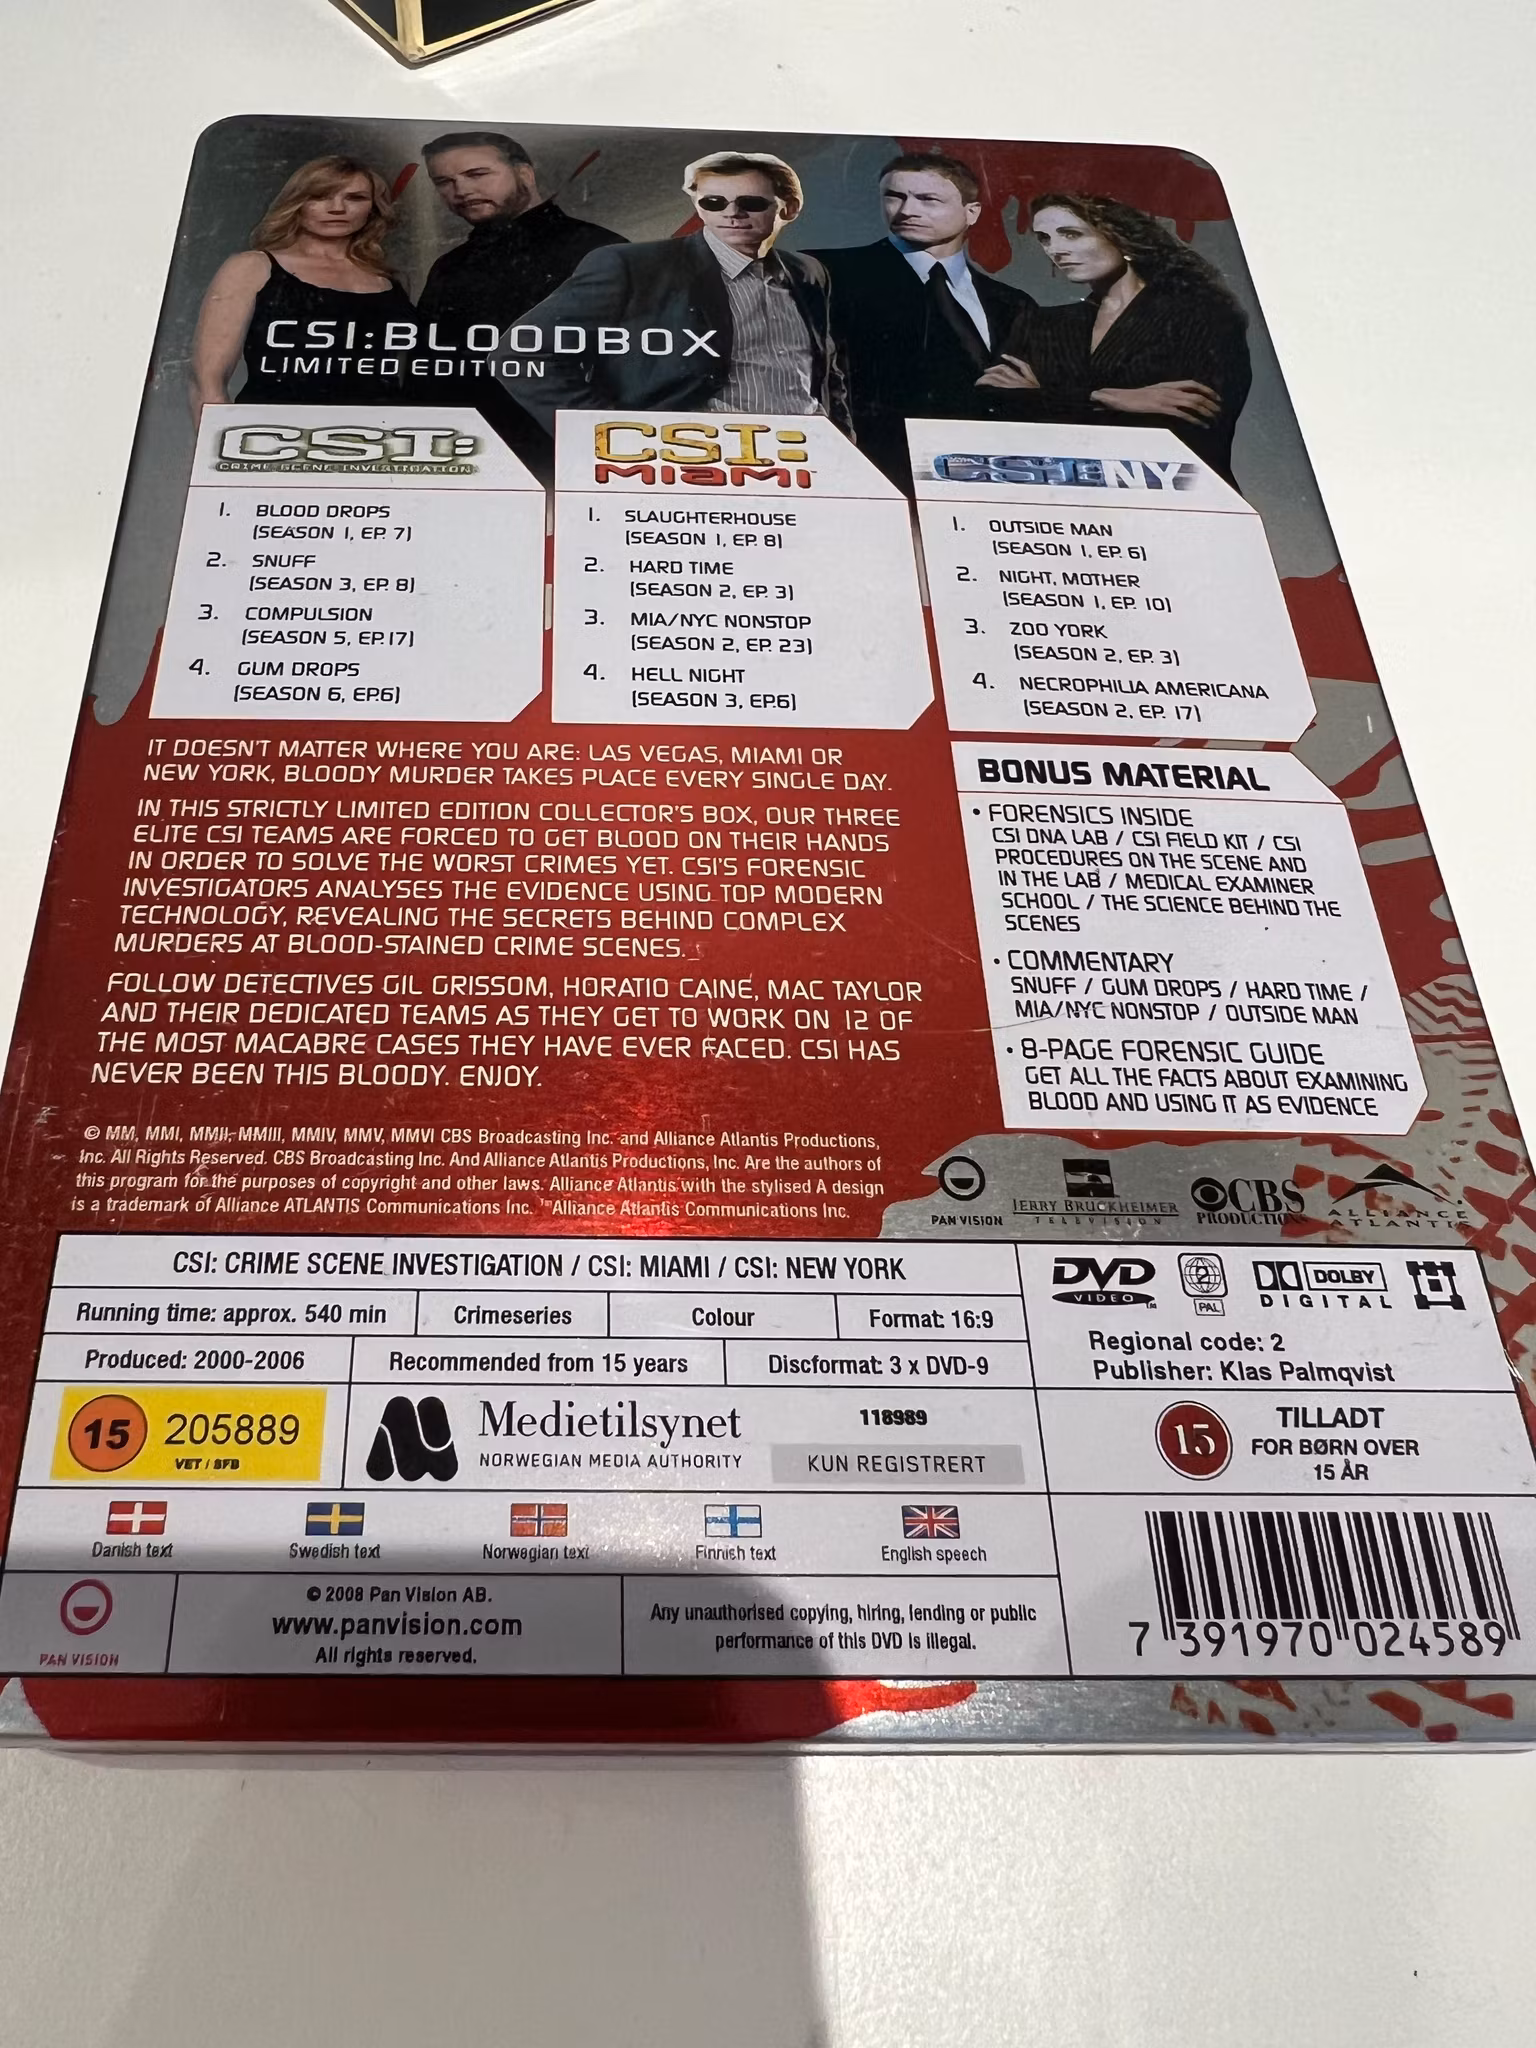 CSI:BLOODBOX
LIMITED EDITION
CSI:
CRIME SCENE INVESTIGATION
1. BLOOD DROPS
(SEASON 1, EP. 7)
2. SNUFF
(SEASON 3, EP. 8)
3. COMPULSION
(SEASON 5, EP.17)
4. GUM DROPS
(SEASON 6, EP.6)
CSI:
MIAMI
1. SLAUGHTERHOUSE
(SEASON 1, EP. 8)
2. HARD TIME
(SEASON 2, EP. 3)
3. MIA/NYC NONSTOP
(SEASON 2, EP. 23)
4. HELL NIGHT
(SEASON 3, EP.6)
CSI:NY
1. OUTSIDE MAN
(SEASON 1, EP. 6)
2. NIGHT, MOTHER
(SEASON 1, EP. 10)
3. ZOO YORK
(SEASON 2, EP. 3)
4. NECROPHILIA AMERICANA
(SEASON 2, EP. 17)
IT DOESN'T MATTER WHERE YOU ARE: LAS VEGAS, MIAMI OR
NEW YORK, BLOODY MURDER TAKES PLACE EVERY SINGLE DAY.
IN THIS STRICTLY LIMITED EDITION COLLECTOR'S BOX, OUR THREE
ELITE CSI TEAMS ARE FORCED TO GET BLOOD ON THEIR HANDS
IN ORDER TO SOLVE THE WORST CRIMES YET. CSI'S FORENSIC
INVESTIGATORS ANALYSES THE EVIDENCE USING TOP MODERN
TECHNOLOGY, REVEALING THE SECRETS BEHIND COMPLEX
MURDERS AT BLOOD-STAINED CRIME SCENES.
FOLLOW DETECTIVES GIL GRISSOM, HORATIO CAINE, MAC TAYLOR
AND THEIR DEDICATED TEAMS AS THEY GET TO WORK ON 12 OF
THE MOST MACABRE CASES THEY HAVE EVER FACED. CSI HAS
NEVER BEEN THIS BLOODY. ENJOY.
BONUS MATERIAL
• FORENSICS INSIDE
CSI DNA LAB / CSI FIELD KIT / CSI
PROCEDURES ON THE SCENE AND
IN THE LAB / MEDICAL EXAMINER
SCHOOL / THE SCIENCE BEHIND THE
SCENES
• COMMENTARY
SNUFF / GUM DROPS / HARD TIME /
MIA/NYC NONSTOP / OUTSIDE MAN
• 8-PAGE FORENSIC GUIDE
GET ALL THE FACTS ABOUT EXAMINING
BLOOD AND USING IT AS EVIDENCE
© MM, MMI, MMII, MMIII, MMIV, MMV, MMVI CBS Broadcasting Inc. and Alliance Atlantis Productions,
Inc. All Rights Reserved. CBS Broadcasting Inc. And Alliance Atlantis Productions, Inc. Are the authors of
this program for the purposes of copyright and other laws. Alliance Atlantis with the stylised A design
is a trademark of Alliance ATLANTIS Communications Inc. ™Alliance Atlantis Communications Inc.
PAN VISION
JERRY BRUCKHEIMER
TELEVISION
CBS
PRODUCTIONS
ALLIANCE
ATLANTIS
CSI: CRIME SCENE INVESTIGATION / CSI: MIAMI / CSI: NEW YORK
Running time: approx. 540 min
Crimeseries
Colour
Format: 16:9
Produced: 2000-2006
Recommended from 15 years
Discformat: 3 x DVD-9
DVD
VIDEO™
2
PAL
DOLBY
DIGITAL
Regional code: 2
Publisher: Klas Palmqvist
15 205889
VET / SFB
Medietilsynet
NORWEGIAN MEDIA AUTHORITY
118989
KUN REGISTRERT
15
TILLADT
FOR BØRN OVER
15 ÅR
Danish text
Swedish text
Norwegian text
Finnish text
English speech
PAN VISION
© 2008 Pan Vision AB.
www.panvision.com
All rights reserved.
Any unauthorised copying, hiring, lending or public
performance of this DVD is illegal.
7 391970 024589